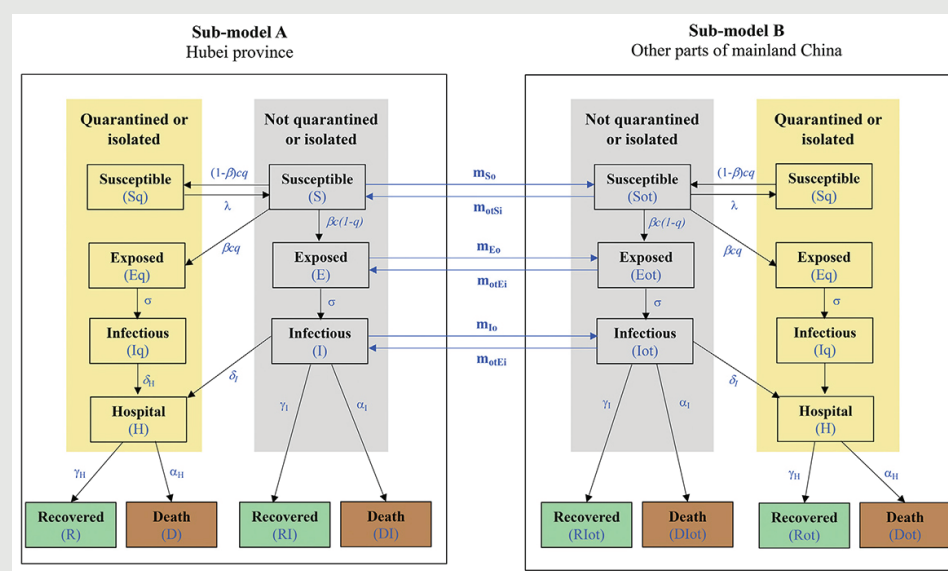 Sub-model A
Hubei province
Sub-model B
Other parts of mainland China
Quarantined or
isolated
Not quarantined
or isolated
Not quarantined
or isolated
Quarantined or
isolated
Susceptible
(Sq)
(1-β)cq
λ
Susceptible
(S)
mSo
motSi
Susceptible
(Sot)
(1-β)cq
λ
Susceptible
(Sq)
βcq
βc(1-q)
βc(1-q)
βcq
Exposed
(Eq)
Exposed
(E)
mEo
motEi
Exposed
(Eot)
Exposed
(Eq)
σ
σ
σ
σ
Infectious
(Iq)
Infectious
(I)
mIo
motEi
Infectious
(Iot)
Infectious
(Iq)
δH
δI
δI
Hospital
(H)
γI
αI
γI
αI
Hospital
(H)
γH
αH
γH
αH
Recovered
(R)
Death
(D)
Recovered
(RI)
Death
(DI)
Recovered
(RIot)
Death
(DIot)
Recovered
(Rot)
Death
(Dot)